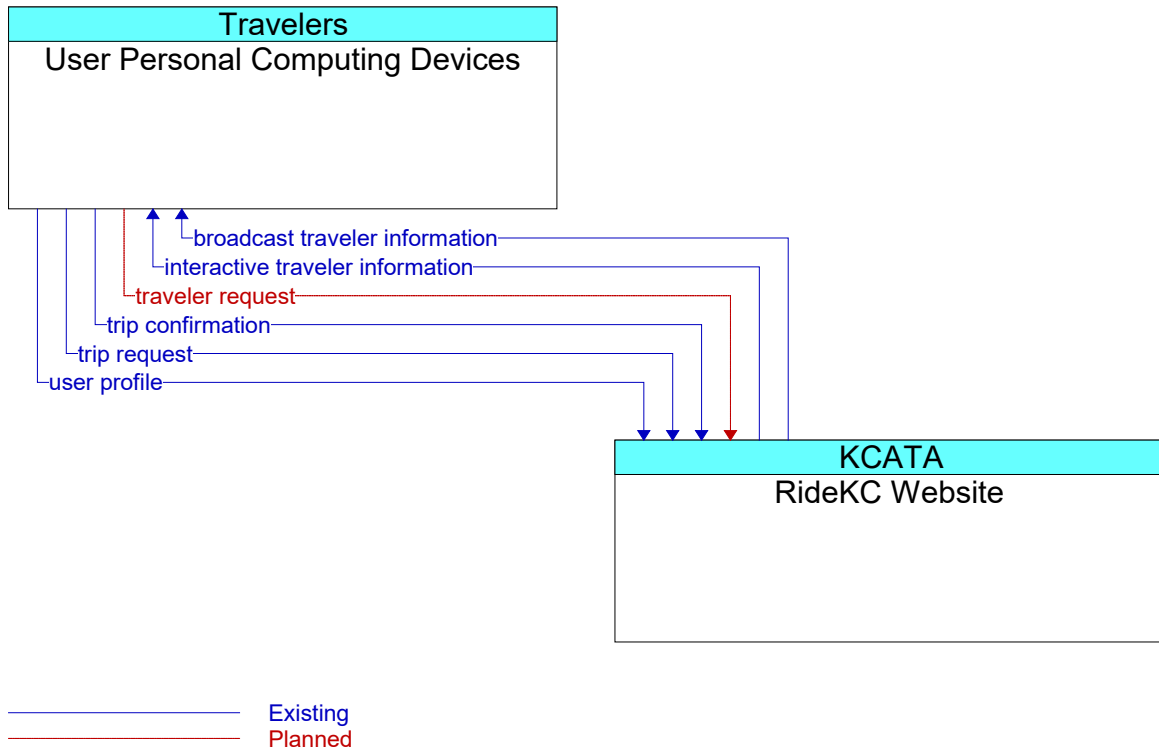 Travelers
User Personal Computing Devices
broadcast traveler information
interactive traveler information
traveler request
trip confirmation
trip request
user profile
KCATA
RideKC Website
Existing
Planned